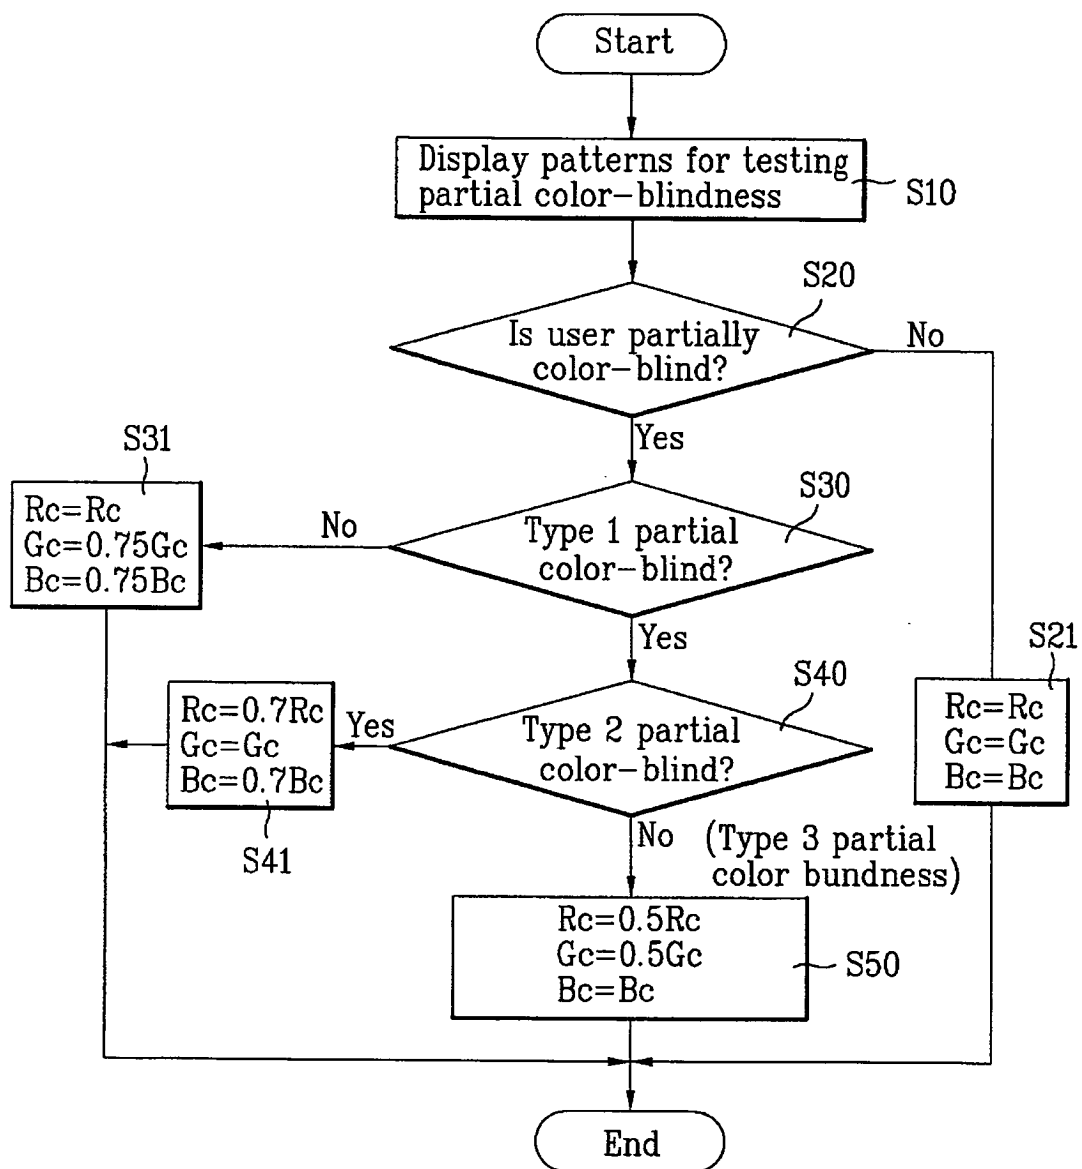 Start
Display patterns for testing
partial color-blindness
S10
S20
Is user partially
color-blind?
No
Yes
S31
Rc=Rc
Gc=0.75Gc
Bc=0.75Bc
No
S30
Type 1 partial
color-blind?
Yes
S21
Rc=Rc
Gc=Gc
Bc=Bc
S40
Type 2 partial
color-blind?
Yes
Rc=0.7Rc
Gc=Gc
Bc=0.7Bc
S41
No
(Type 3 partial
color bundness)
Rc=0.5Rc
Gc=0.5Gc
Bc=Bc
S50
End